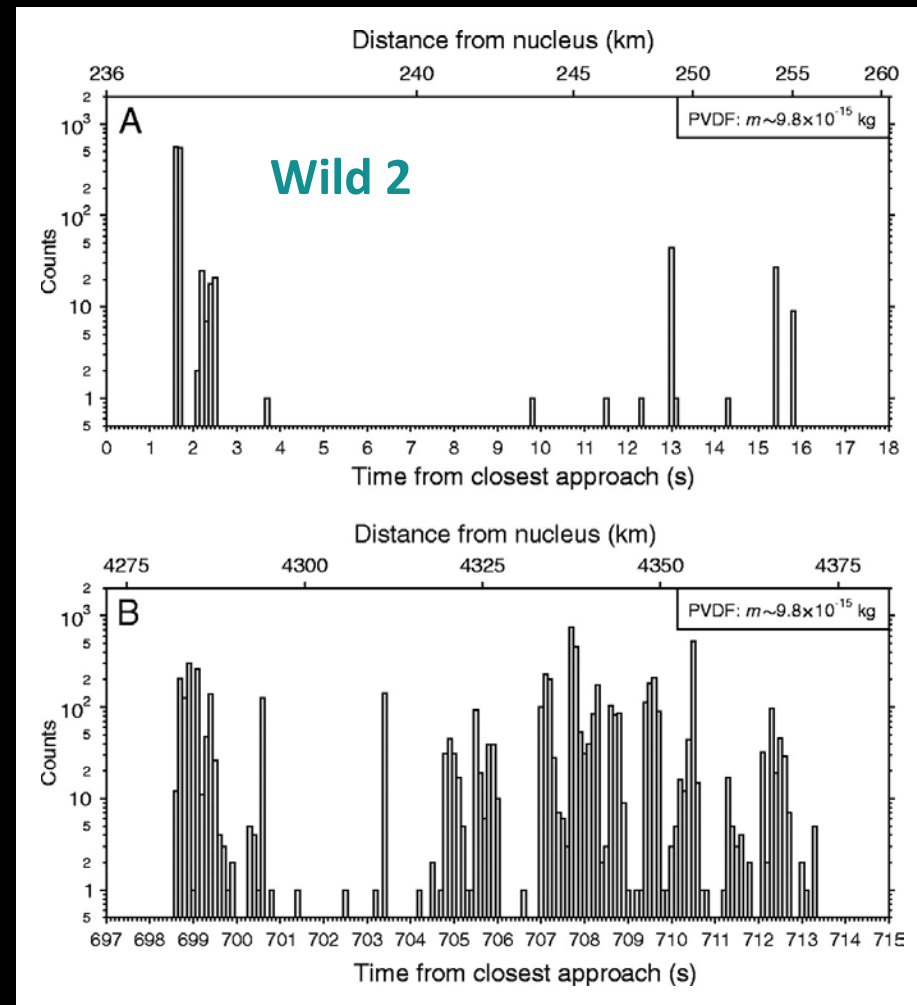 Distance from nucleus (km)
236 240 245 250 255 260
A
PVDF: m~9.8×10⁻¹⁵ kg
Wild 2
Counts
2
10³
5
2
10²
5
2
10
5
2
1
5
0 1 2 3 4 5 6 7 8 9 10 11 12 13 14 15 16 17 18
Time from closest approach (s)
Distance from nucleus (km)
4275 4300 4325 4350 4375
B
PVDF: m~9.8×10⁻¹⁵ kg
Counts
2
10³
5
2
10²
5
2
10
5
2
1
5
697 698 699 700 701 702 703 704 705 706 707 708 709 710 711 712 713 714 715
Time from closest approach (s)